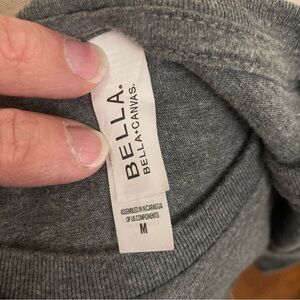 BELLA.
BELLA+CANVAS.
ASSEMBLED IN NICARAGUA
OF US COMPONENTS
M